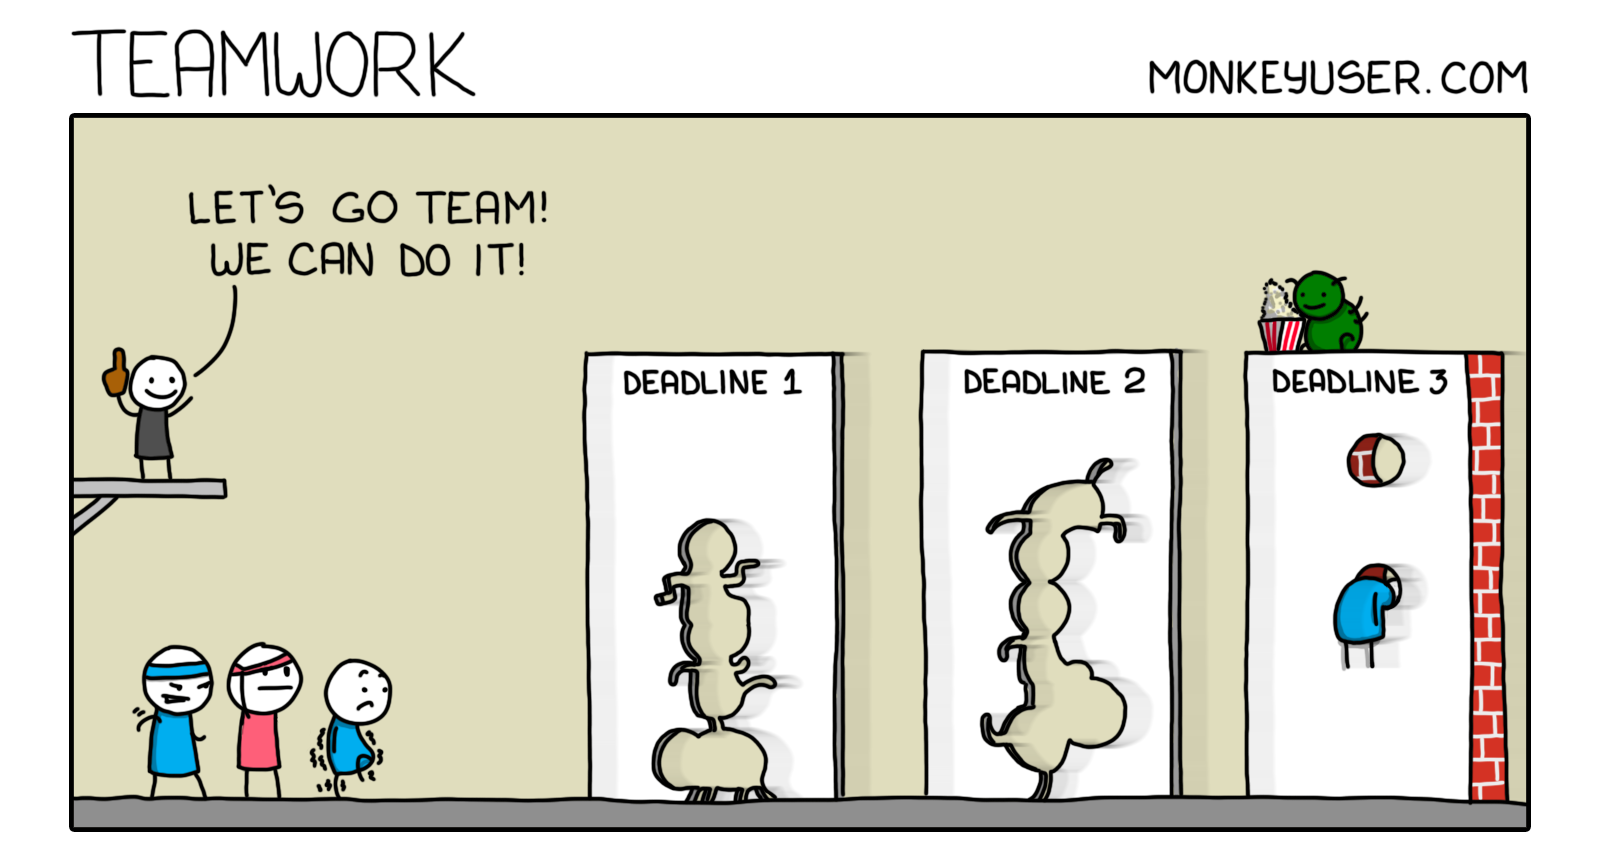 TEAMWORK
MONKEYUSER.COM
LET'S GO TEAM!
WE CAN DO IT!
DEADLINE 1
DEADLINE 2
DEADLINE 3